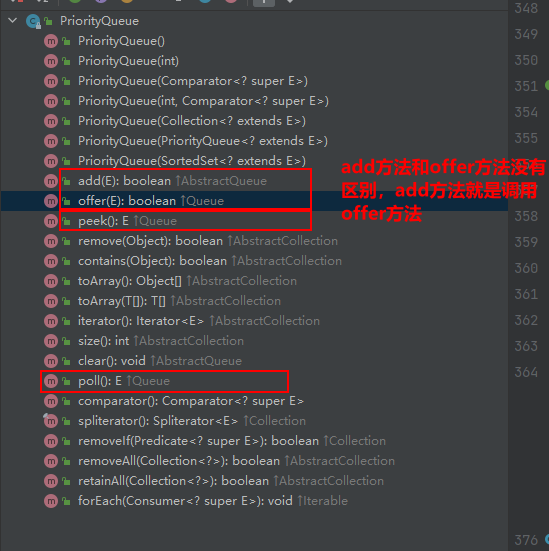 PriorityQueue
PriorityQueue()
PriorityQueue(int)
PriorityQueue(Comparator<? super E>)
PriorityQueue(int, Comparator<? super E>)
PriorityQueue(Collection<? extends E>)
PriorityQueue(PriorityQueue<? extends E>)
PriorityQueue(SortedSet<? extends E>)
add(E): boolean ↑AbstractQueue
offer(E): boolean ↑Queue
peek(): E ↑Queue
remove(Object): boolean ↑AbstractCollection
contains(Object): boolean ↑AbstractCollection
toArray(): Object[] ↑AbstractCollection
toArray(T[]): T[] ↑AbstractCollection
iterator(): Iterator<E> ↑AbstractCollection
size(): int ↑AbstractCollection
clear(): void ↑AbstractQueue
poll(): E ↑Queue
comparator(): Comparator<? super E>
spliterator(): Spliterator<E> ↑Collection
removeIf(Predicate<? super E>): boolean ↑Collection
removeAll(Collection<?>): boolean ↑AbstractCollection
retainAll(Collection<?>): boolean ↑AbstractCollection
forEach(Consumer<? super E>): void ↑Iterable
add方法和offer方法没有
区别，add方法就是调用
offer方法
348
349
350
351
354
355
358
359
360
361
362
363
364
376